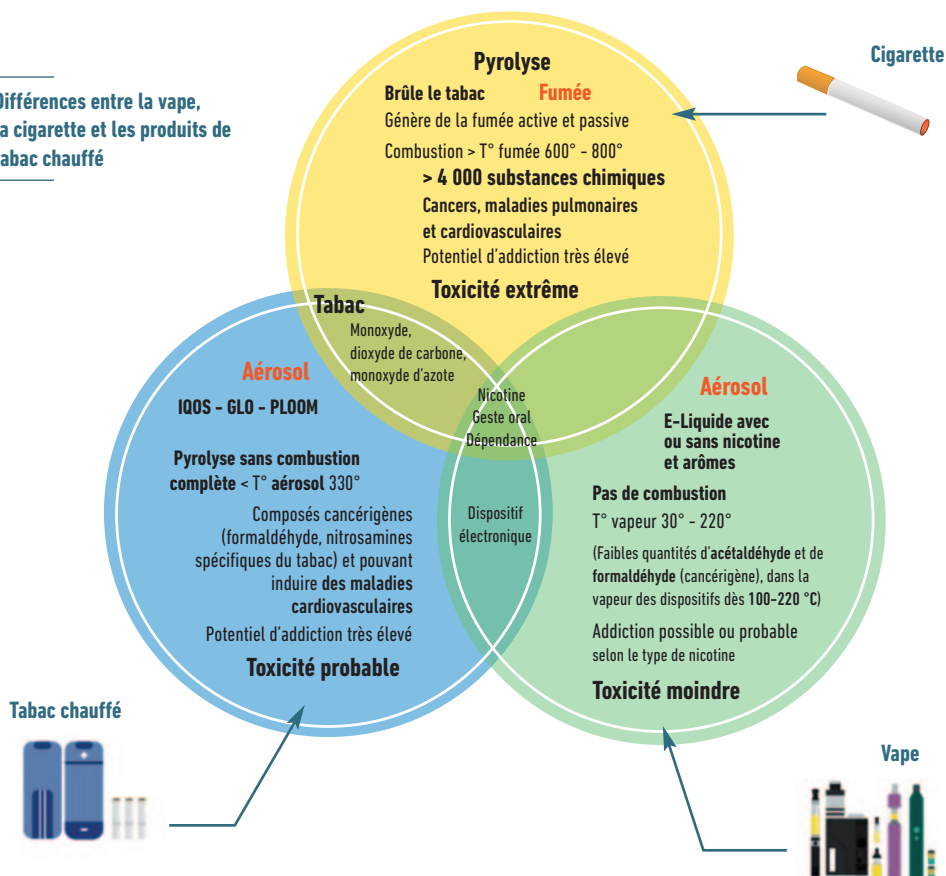 Différences entre la vape,
la cigarette et les produits de
tabac chauffé
Cigarette
Pyrolyse
Brûle le tabac Fumée
Génère de la fumée active et passive
Combustion > T° fumée 600° - 800°
> 4 000 substances chimiques
Cancers, maladies pulmonaires
et cardiovasculaires
Potentiel d'addiction très élevé
Toxicité extrême
Tabac
Monoxyde,
dioxyde de carbone,
monoxyde d'azote
Nicotine
Geste oral
Dépendance
Dispositif
électronique
Aérosol
IQOS - GLO - PLOOM
Pyrolyse sans combustion
complète < T° aérosol 330°
Composés cancérigènes
(formaldéhyde, nitrosamines
spécifiques du tabac) et pouvant
induire des maladies
cardiovasculaires
Potentiel d'addiction très élevé
Toxicité probable
Aérosol
E-Liquide avec
ou sans nicotine
et arômes
Pas de combustion
T° vapeur 30° - 220°
(Faibles quantités d'acétaldéhyde et de
formaldéhyde (cancérigène), dans la
vapeur des dispositifs dès 100-220 °C)
Addiction possible ou probable
selon le type de nicotine
Toxicité moindre
Tabac chauffé
Vape